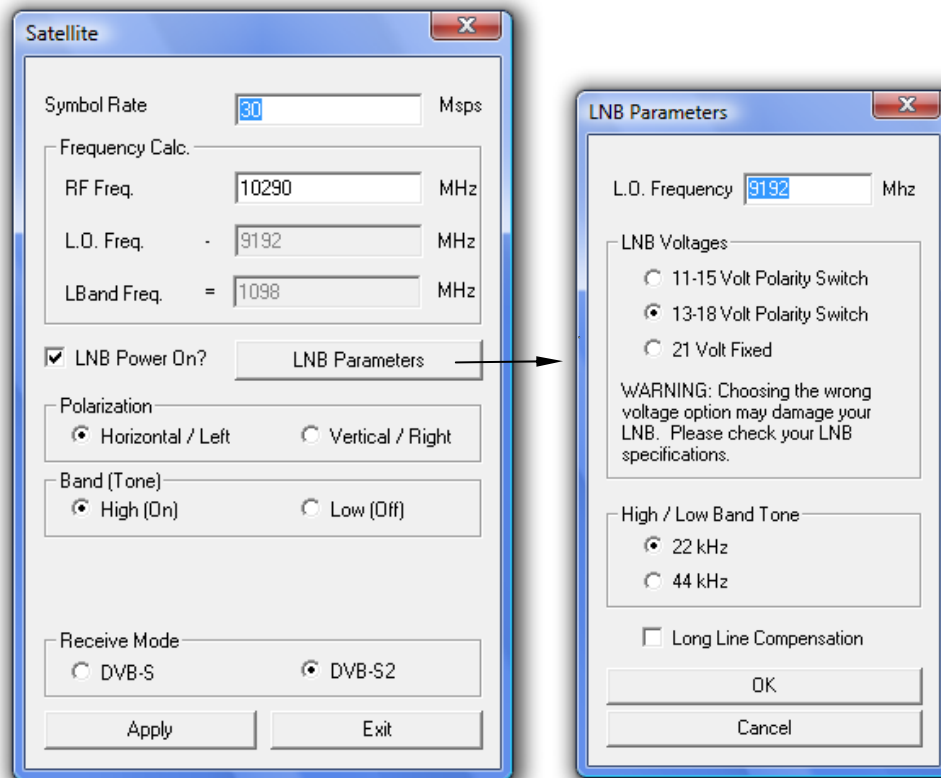 Satellite
Symbol Rate 30 Msps
Frequency Calc.
RF Freq. 10290 MHz
L.O. Freq. - 9192 MHz
LBand Freq. = 1098 MHz
LNB Power On? LNB Parameters
Polarization
Horizontal / Left Vertical / Right
Band (Tone)
High (On) Low (Off)
Receive Mode
DVB-S DVB-S2
Apply Exit
LNB Parameters
L.O. Frequency 9192 Mhz
LNB Voltages
11-15 Volt Polarity Switch
13-18 Volt Polarity Switch
21 Volt Fixed
WARNING: Choosing the wrong
voltage option may damage your
LNB. Please check your LNB
specifications.
High / Low Band Tone
22 kHz
44 kHz
Long Line Compensation
OK
Cancel